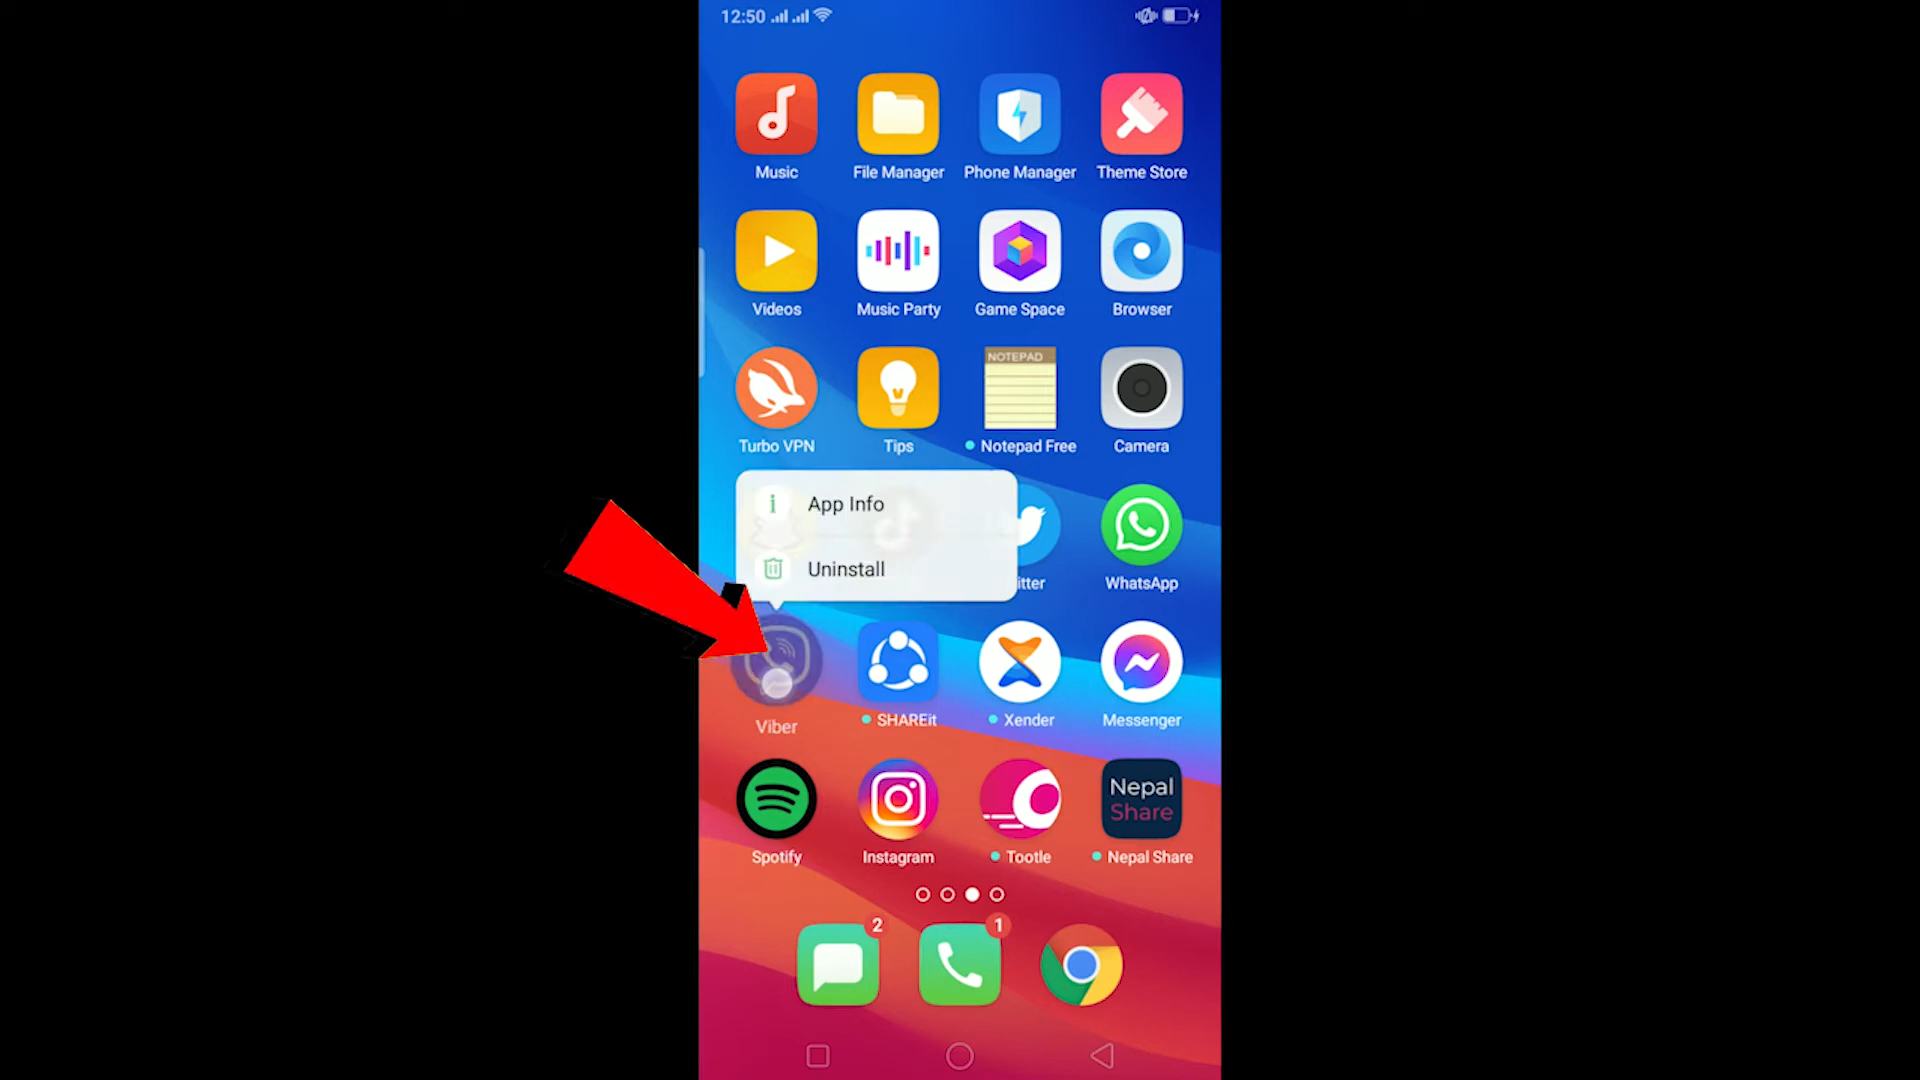 12:50
Music File Manager Phone Manager Theme Store
Videos Music Party Game Space Browser
NOTEPAD
Turbo VPN Tips Notepad Free Camera
App Info
Uninstall
itter WhatsApp
Viber SHAREit Xender Messenger
Nepal
Share
Spotify Instagram Tootle Nepal Share
2 1